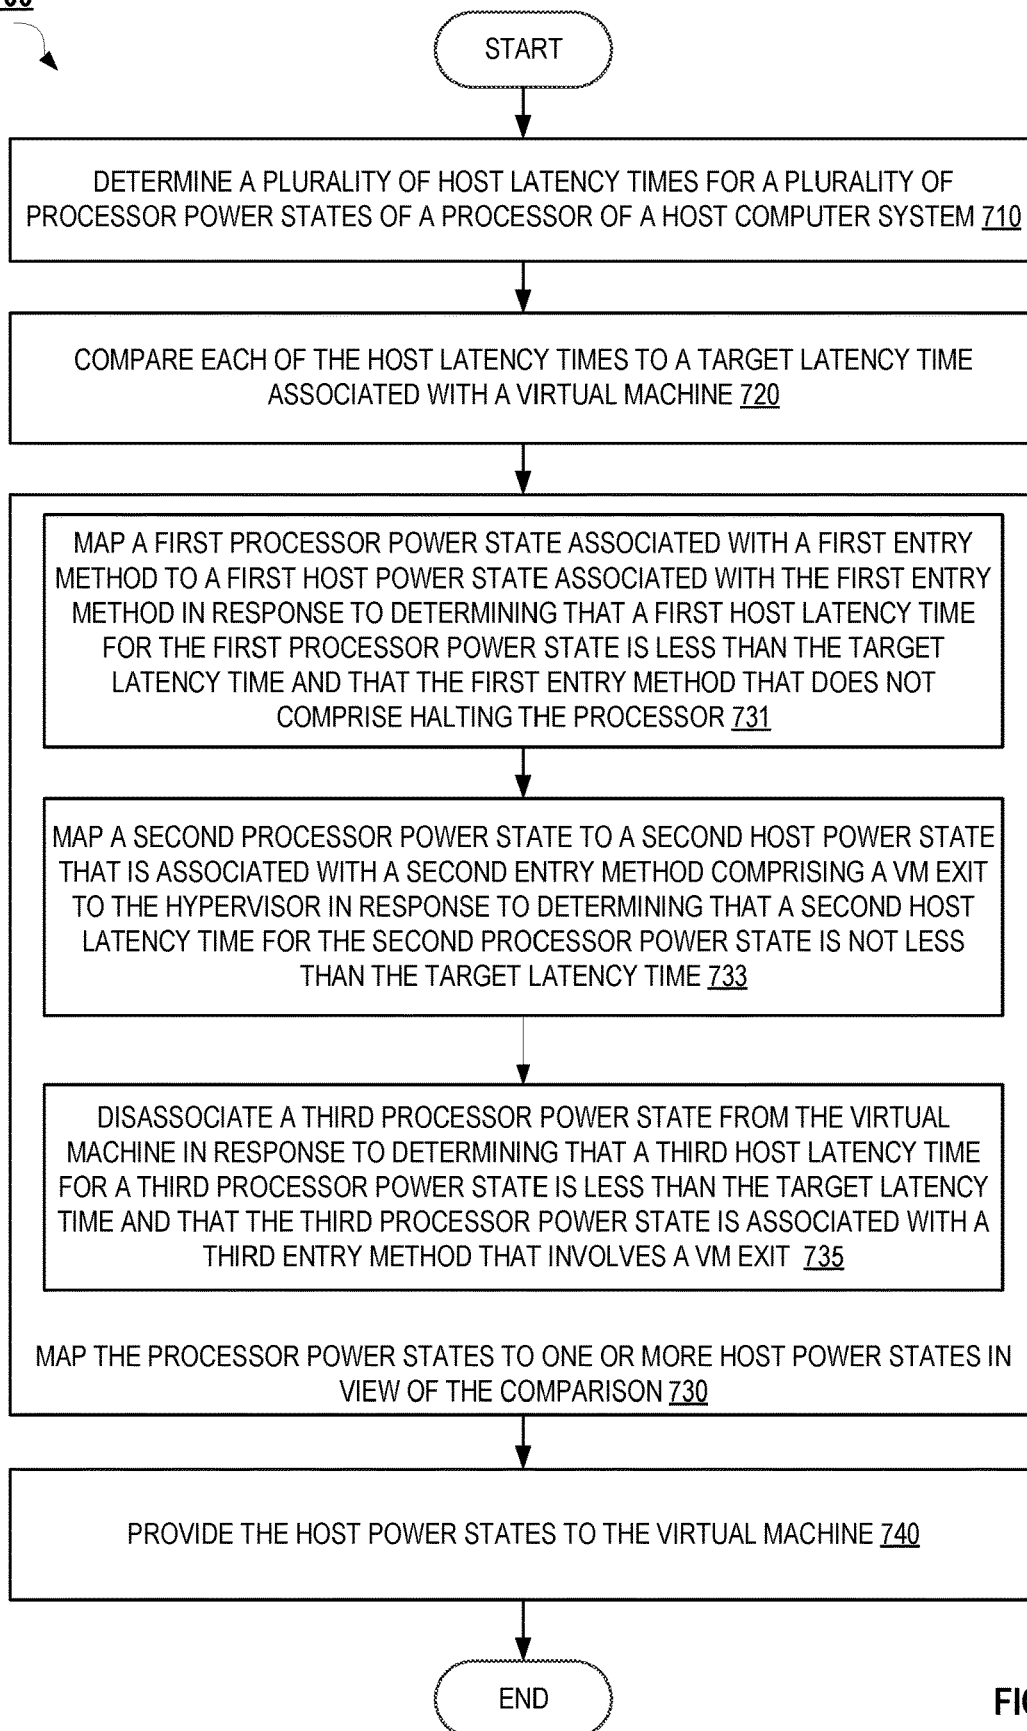 START
DETERMINE A PLURALITY OF HOST LATENCY TIMES FOR A PLURALITY OF
PROCESSOR POWER STATES OF A PROCESSOR OF A HOST COMPUTER SYSTEM 710
COMPARE EACH OF THE HOST LATENCY TIMES TO A TARGET LATENCY TIME
ASSOCIATED WITH A VIRTUAL MACHINE 720
MAP A FIRST PROCESSOR POWER STATE ASSOCIATED WITH A FIRST ENTRY
METHOD TO A FIRST HOST POWER STATE ASSOCIATED WITH THE FIRST ENTRY
METHOD IN RESPONSE TO DETERMINING THAT A FIRST HOST LATENCY TIME
FOR THE FIRST PROCESSOR POWER STATE IS LESS THAN THE TARGET
LATENCY TIME AND THAT THE FIRST ENTRY METHOD THAT DOES NOT
COMPRISE HALTING THE PROCESSOR 731
MAP A SECOND PROCESSOR POWER STATE TO A SECOND HOST POWER STATE
THAT IS ASSOCIATED WITH A SECOND ENTRY METHOD COMPRISING A VM EXIT
TO THE HYPERVISOR IN RESPONSE TO DETERMINING THAT A SECOND HOST
LATENCY TIME FOR THE SECOND PROCESSOR POWER STATE IS NOT LESS
THAN THE TARGET LATENCY TIME 733
DISASSOCIATE A THIRD PROCESSOR POWER STATE FROM THE VIRTUAL
MACHINE IN RESPONSE TO DETERMINING THAT A THIRD HOST LATENCY TIME
FOR A THIRD PROCESSOR POWER STATE IS LESS THAN THE TARGET LATENCY
TIME AND THAT THE THIRD PROCESSOR POWER STATE IS ASSOCIATED WITH A
THIRD ENTRY METHOD THAT INVOLVES A VM EXIT 735
MAP THE PROCESSOR POWER STATES TO ONE OR MORE HOST POWER STATES IN
VIEW OF THE COMPARISON 730
PROVIDE THE HOST POWER STATES TO THE VIRTUAL MACHINE 740
END